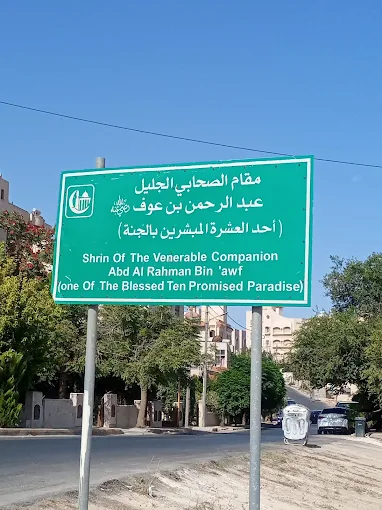 مقام الصحابي الجليل
عبد الرحمن بن عوف
(أحد العشرة المبشرين بالجنة)
Shrin Of The Venerable Companion
Abd Al Rahman Bin 'awf
(one Of The Blessed Ten Promised Paradise)